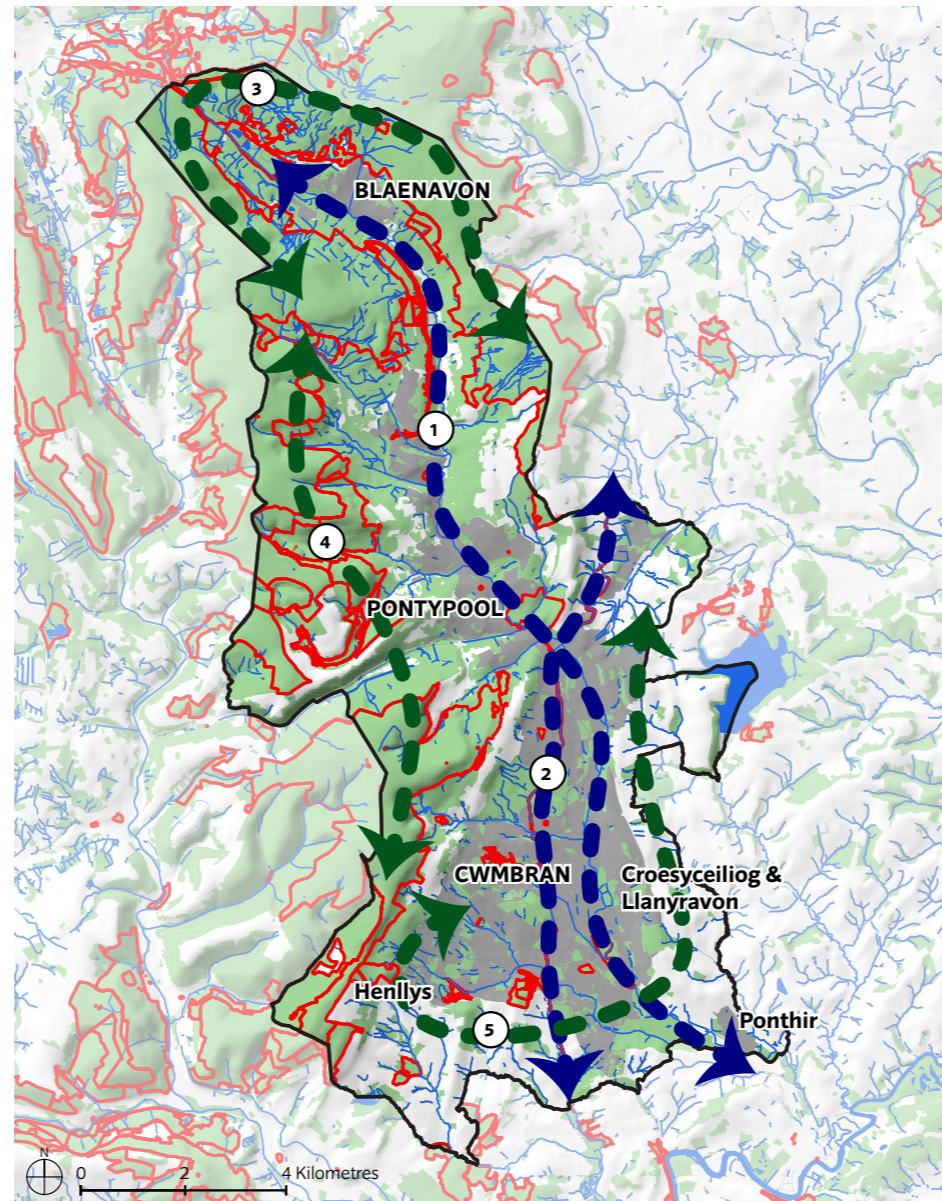 3
BLAENAVON
1
4
PONTYPOOL
2
CWMBRAN
Croesyceiliog &
Llanyravon
Henllys
Ponthir
5
N
0 2 4 Kilometres